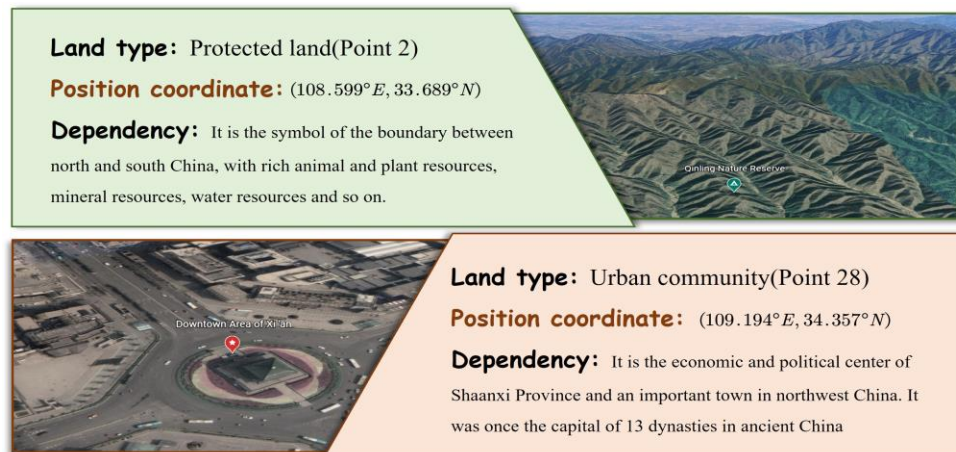 Land type: Protected land(Point 2)
Position coordinate: (108.599°E, 33.689°N)
Dependency: It is the symbol of the boundary between
north and south China, with rich animal and plant resources,
mineral resources, water resources and so on.
Qinling Nature Reserve
Downtown Area of Xi'an
Land type: Urban community(Point 28)
Position coordinate: (109.194°E, 34.357°N)
Dependency: It is the economic and political center of
Shaanxi Province and an important town in northwest China. It
was once the capital of 13 dynasties in ancient China